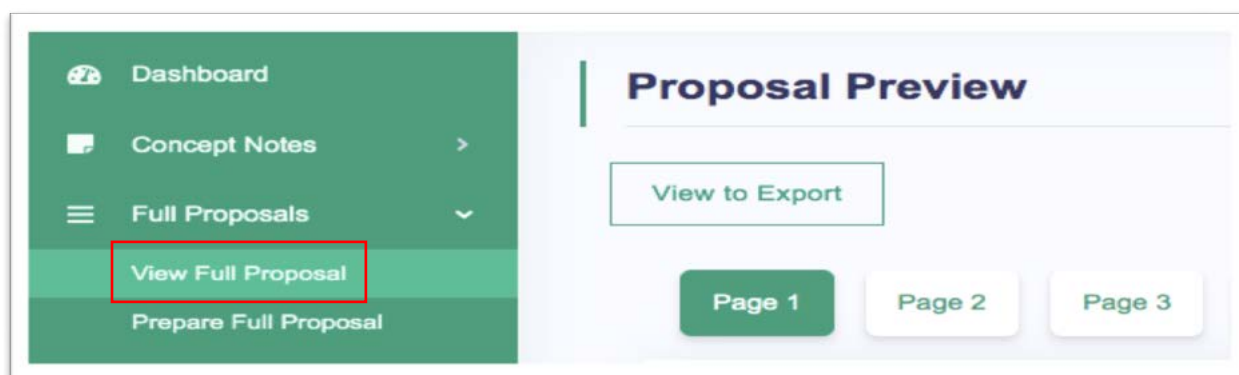 Dashboard
Concept Notes
Full Proposals
View Full Proposal
Prepare Full Proposal
Proposal Preview
View to Export
Page 1 Page 2 Page 3